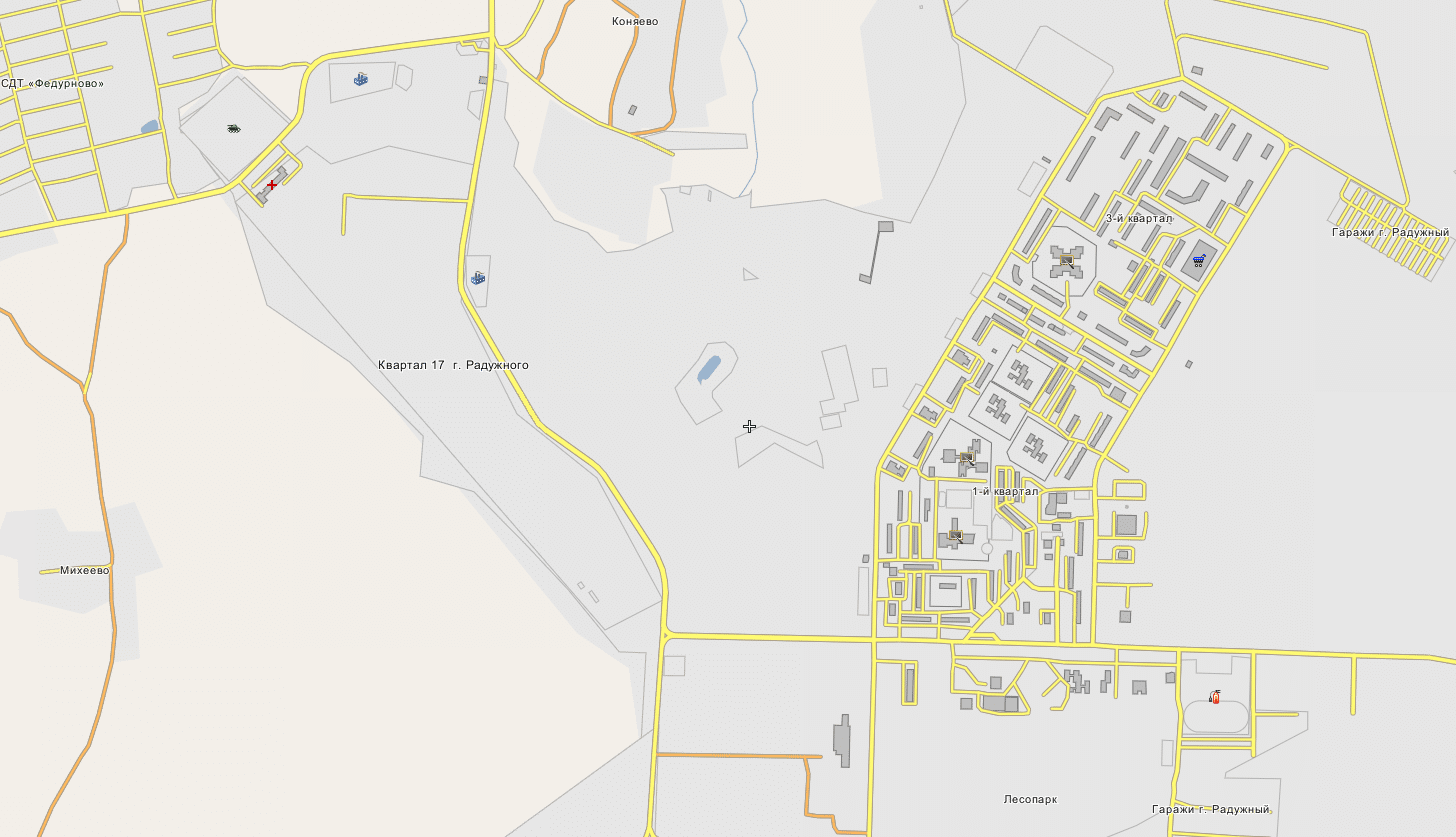 Коняево
СДТ «Федурново»
3-й квартал
Гаражи г. Радужный
Квартал 17 г. Радужного
1-й квартал
Михеево
Лесопарк
Гаражи г. Радужный,